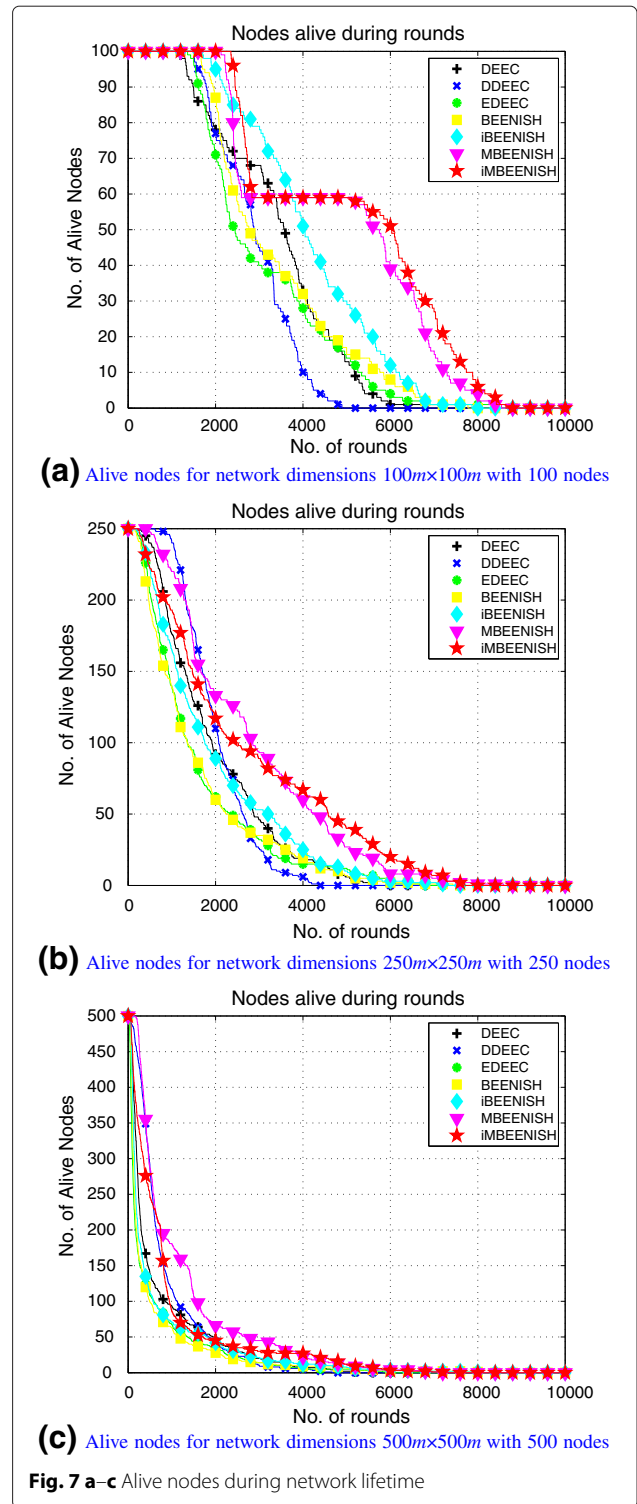 Nodes alive during rounds
No. of Alive Nodes
100
90
80
70
60
50
40
30
20
10
0
DEEC
DDEEC
EDEEC
BEENISH
iBEENISH
MBEENISH
iMBEENISH
0 2000 4000 6000 8000 10000
No. of rounds
(a) Alive nodes for network dimensions 100m×100m with 100 nodes
Nodes alive during rounds
No. of Alive Nodes
250
200
150
100
50
0
DEEC
DDEEC
EDEEC
BEENISH
iBEENISH
MBEENISH
iMBEENISH
0 2000 4000 6000 8000 10000
No. of rounds
(b) Alive nodes for network dimensions 250m×250m with 250 nodes
Nodes alive during rounds
No. of Alive Nodes
500
450
400
350
300
250
200
150
100
50
0
DEEC
DDEEC
EDEEC
BEENISH
iBEENISH
MBEENISH
iMBEENISH
0 2000 4000 6000 8000 10000
No. of rounds
(c) Alive nodes for network dimensions 500m×500m with 500 nodes
Fig. 7 a–c Alive nodes during network lifetime